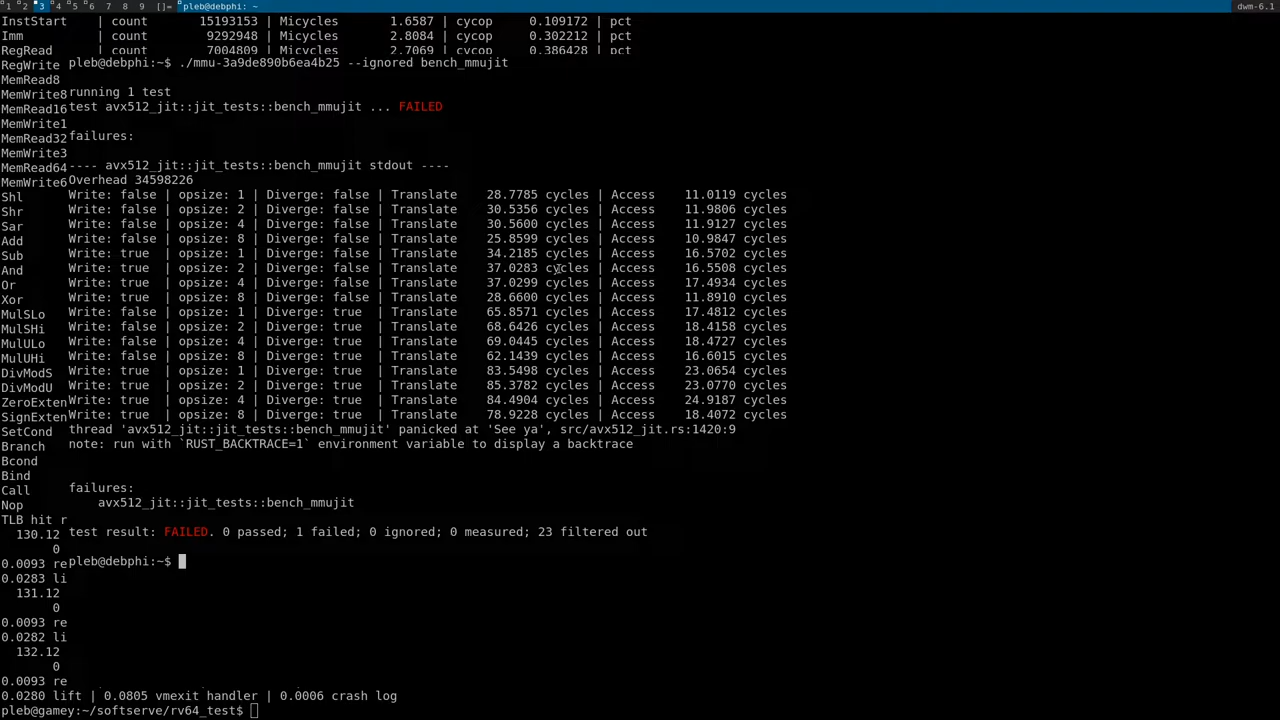 1 2 3 4 5 6 7 8 9 []= pleb@debphi: ~ dwm-6.1
InstStart | count 15193153 | Micycles 1.6587 | cycop 0.109172 | pct
Imm | count 9292948 | Micycles 2.8084 | cycop 0.302212 | pct
RegRead | count 7004809 | Micycles 2.7069 | cycop 0.386428 | pct
RegWrite pleb@debphi:~$ ./mmu-3a9de890b6ea4b25 --ignored bench_mmujit
MemRead8
MemWrite8 running 1 test
MemRead16 test avx512_jit::jit_tests::bench_mmujit ... FAILED
MemWrite1
MemRead32 failures:
MemWrite3
MemRead64 ---- avx512_jit::jit_tests::bench_mmujit stdout ----
MemWrite6 Overhead 34598226
Shl Write: false | opsize: 1 | Diverge: false | Translate 28.7785 cycles | Access 11.0119 cycles
Shr Write: false | opsize: 2 | Diverge: false | Translate 30.5356 cycles | Access 11.9806 cycles
Sar Write: false | opsize: 4 | Diverge: false | Translate 30.5600 cycles | Access 11.9127 cycles
Add Write: false | opsize: 8 | Diverge: false | Translate 25.8599 cycles | Access 10.9847 cycles
Sub Write: true | opsize: 1 | Diverge: false | Translate 34.2185 cycles | Access 16.5702 cycles
And Write: true | opsize: 2 | Diverge: false | Translate 37.0283 cycles | Access 16.5508 cycles
Or Write: true | opsize: 4 | Diverge: false | Translate 37.0299 cycles | Access 17.4934 cycles
Xor Write: true | opsize: 8 | Diverge: false | Translate 28.6600 cycles | Access 11.8910 cycles
MulSLo Write: false | opsize: 1 | Diverge: true | Translate 65.8571 cycles | Access 17.4812 cycles
MulSHi Write: false | opsize: 2 | Diverge: true | Translate 68.6426 cycles | Access 18.4158 cycles
MulULo Write: false | opsize: 4 | Diverge: true | Translate 69.0445 cycles | Access 18.4727 cycles
MulUHi Write: false | opsize: 8 | Diverge: true | Translate 62.1439 cycles | Access 16.6015 cycles
DivModS Write: true | opsize: 1 | Diverge: true | Translate 83.5498 cycles | Access 23.0654 cycles
DivModU Write: true | opsize: 2 | Diverge: true | Translate 85.3782 cycles | Access 23.0770 cycles
ZeroExten Write: true | opsize: 4 | Diverge: true | Translate 84.4904 cycles | Access 24.9187 cycles
SignExten Write: true | opsize: 8 | Diverge: true | Translate 78.9228 cycles | Access 18.4072 cycles
SetCond thread 'avx512_jit::jit_tests::bench_mmujit' panicked at 'See ya', src/avx512_jit.rs:1420:9
Branch note: run with `RUST_BACKTRACE=1` environment variable to display a backtrace
Bcond
Bind
Call failures:
Nop avx512_jit::jit_tests::bench_mmujit
TLB hit r
130.12 test result: FAILED. 0 passed; 1 failed; 0 ignored; 0 measured; 23 filtered out
0
0.0093 re pleb@debphi:~$
0.0283 li
131.12
0
0.0093 re
0.0282 li
132.12
0
0.0093 re
0.0280 lift | 0.0805 vmexit handler | 0.0006 crash log
pleb@gamey:~/softserve/rv64_test$